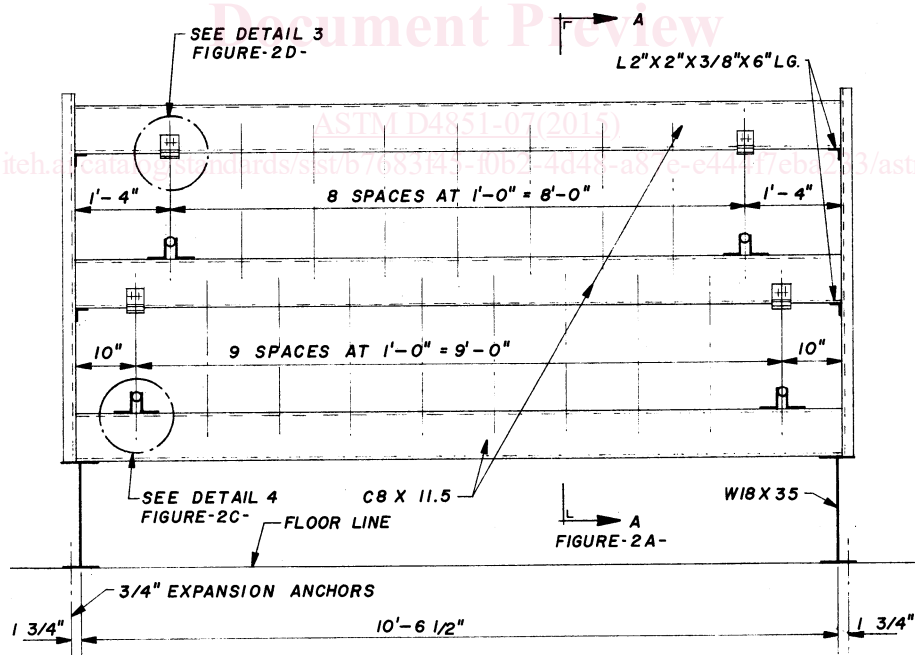 Document Preview
SEE DETAIL 3
FIGURE-2D-
A
L2"X2"X3/8"X6"LG.
ASTM D4851-07(2015)
1'-4"
8 SPACES AT 1'-0" = 8'-0"
1'-4"
10"
9 SPACES AT 1'-0" = 9'-0"
10"
SEE DETAIL 4
FIGURE-2C-
C8 X 11.5
W18X35
FLOOR LINE
A
FIGURE-2A-
3/4" EXPANSION ANCHORS
1 3/4"
10'-6 1/2"
1 3/4"